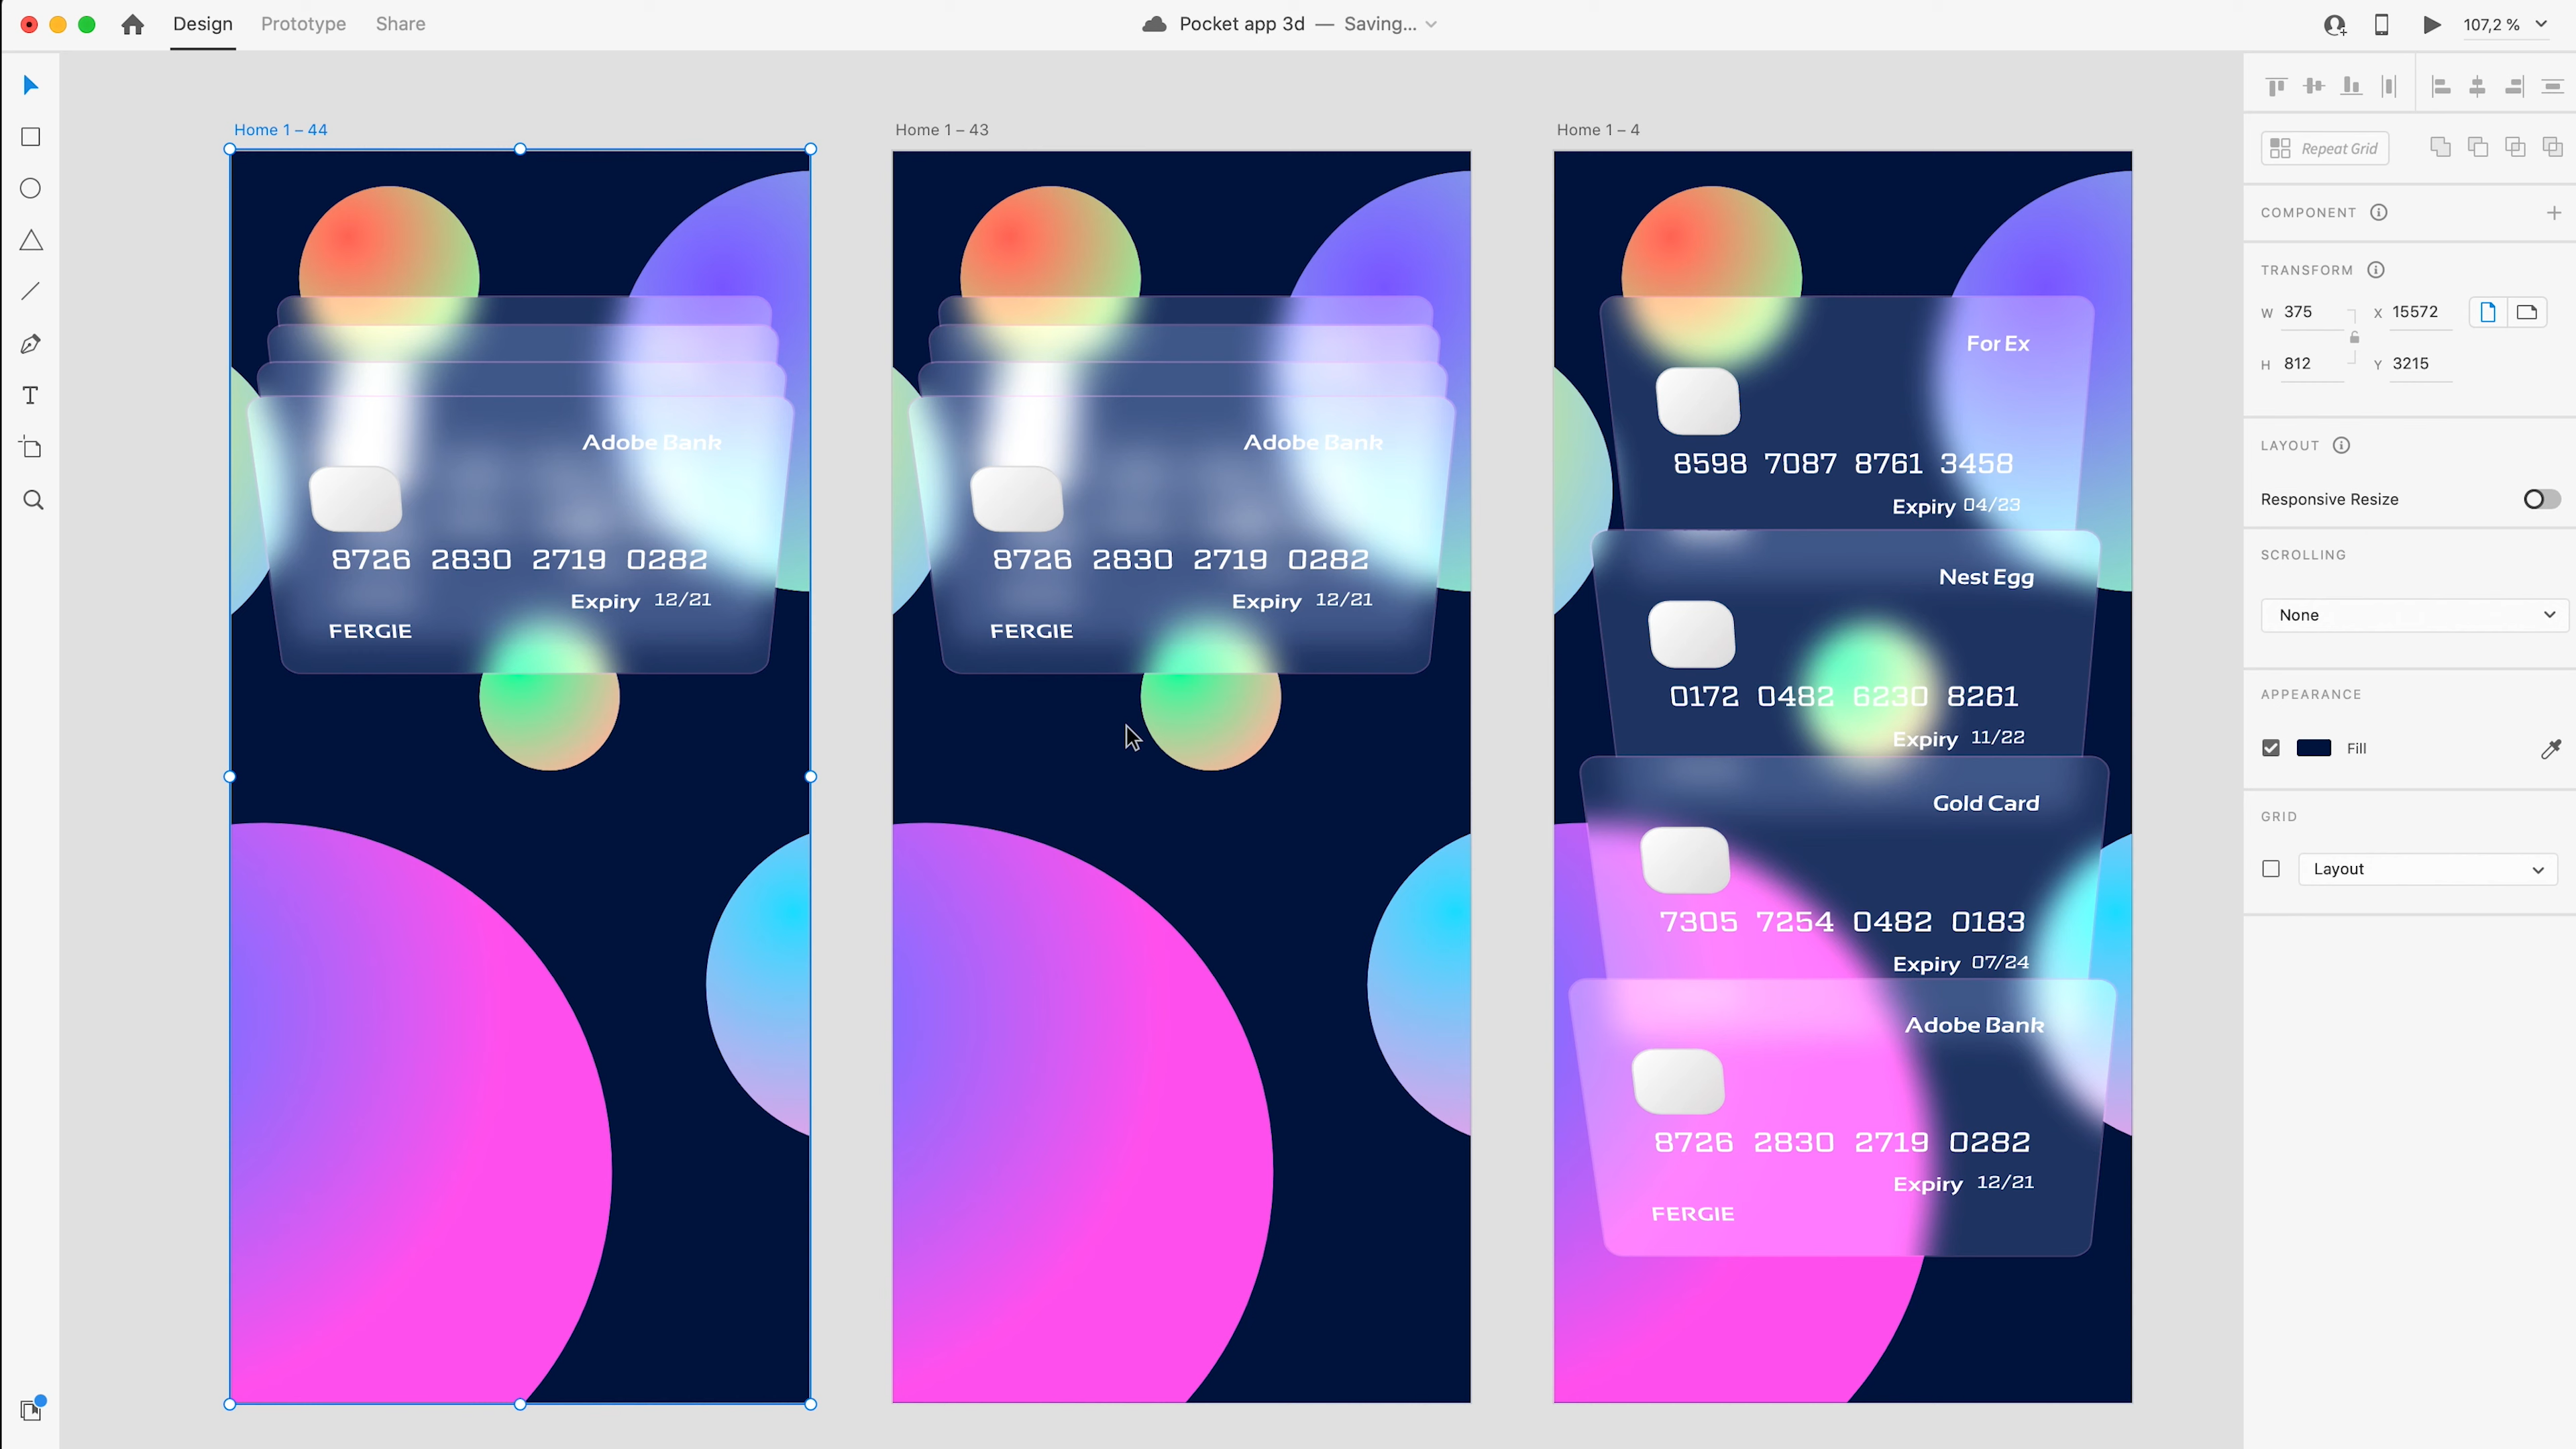 Design Prototype Share
Pocket app 3d — Saving...
107,2 %
Home 1 – 44
Home 1 – 43
Home 1 – 4
Adobe Bank
8726 2830 2719 0282
Expiry 12/21
FERGIE
Adobe Bank
8726 2830 2719 0282
Expiry 12/21
FERGIE
For Ex
8598 7087 8761 3458
Expiry 04/23
Nest Egg
0172 0482 6230 8261
Expiry 11/22
Gold Card
7305 7254 0482 0183
Expiry 07/24
Adobe Bank
8726 2830 2719 0282
Expiry 12/21
FERGIE
Repeat Grid
COMPONENT
TRANSFORM
W 375 X 15572
H 812 Y 3215
LAYOUT
Responsive Resize
SCROLLING
None
APPEARANCE
Fill
GRID
Layout